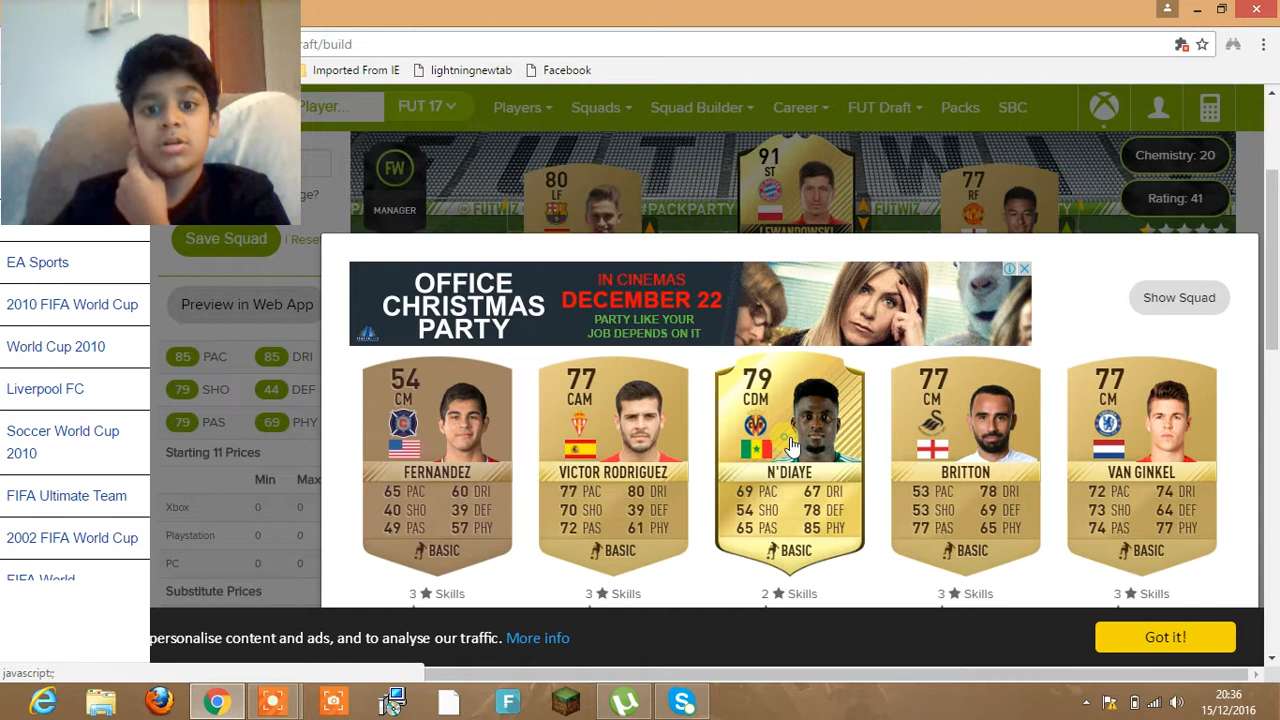 raft/build
Imported From IE
lightningnewtab
Facebook
Player...
FUT 17
Players
Squads
Squad Builder
Career
FUT Draft
Packs
SBC
FW
MANAGER
FUTWIZ
#PACKPARTY
80
LF
91
ST
LEWANDOWSKI
77
RF
Chemistry: 20
Rating: 41
ge?
Save Squad
| Reset
Preview in Web App
85 PAC
85 DRI
79 SHO
44 DEF
79 PAS
69 PHY
Starting 11 Prices
Min Max
Xbox 0 0
Playstation 0 0
PC 0 0
Substitute Prices
EA Sports
2010 FIFA World Cup
World Cup 2010
Liverpool FC
Soccer World Cup
2010
FIFA Ultimate Team
2002 FIFA World Cup
FIFA World
OFFICE
CHRISTMAS
PARTY
IN CINEMAS
DECEMBER 22
PARTY LIKE YOUR
JOB DEPENDS ON IT
Show Squad
54
CM
FERNANDEZ
65 PAC 60 DRI
40 SHO 39 DEF
49 PAS 57 PHY
BASIC
3 ★ Skills
77
CAM
VICTOR RODRIGUEZ
77 PAC 80 DRI
70 SHO 39 DEF
72 PAS 61 PHY
BASIC
3 ★ Skills
79
CDM
N'DIAYE
69 PAC 67 DRI
54 SHO 78 DEF
65 PAS 85 PHY
BASIC
2 ★ Skills
77
CM
BRITTON
53 PAC 78 DRI
53 SHO 69 DEF
77 PAS 65 PHY
BASIC
3 ★ Skills
77
CM
VAN GINKEL
72 PAC 74 DRI
73 SHO 64 DEF
74 PAS 77 PHY
BASIC
3 ★ Skills
personalise content and ads, and to analyse our traffic. More info
Got it!
javascript:;
20:36
15/12/2016